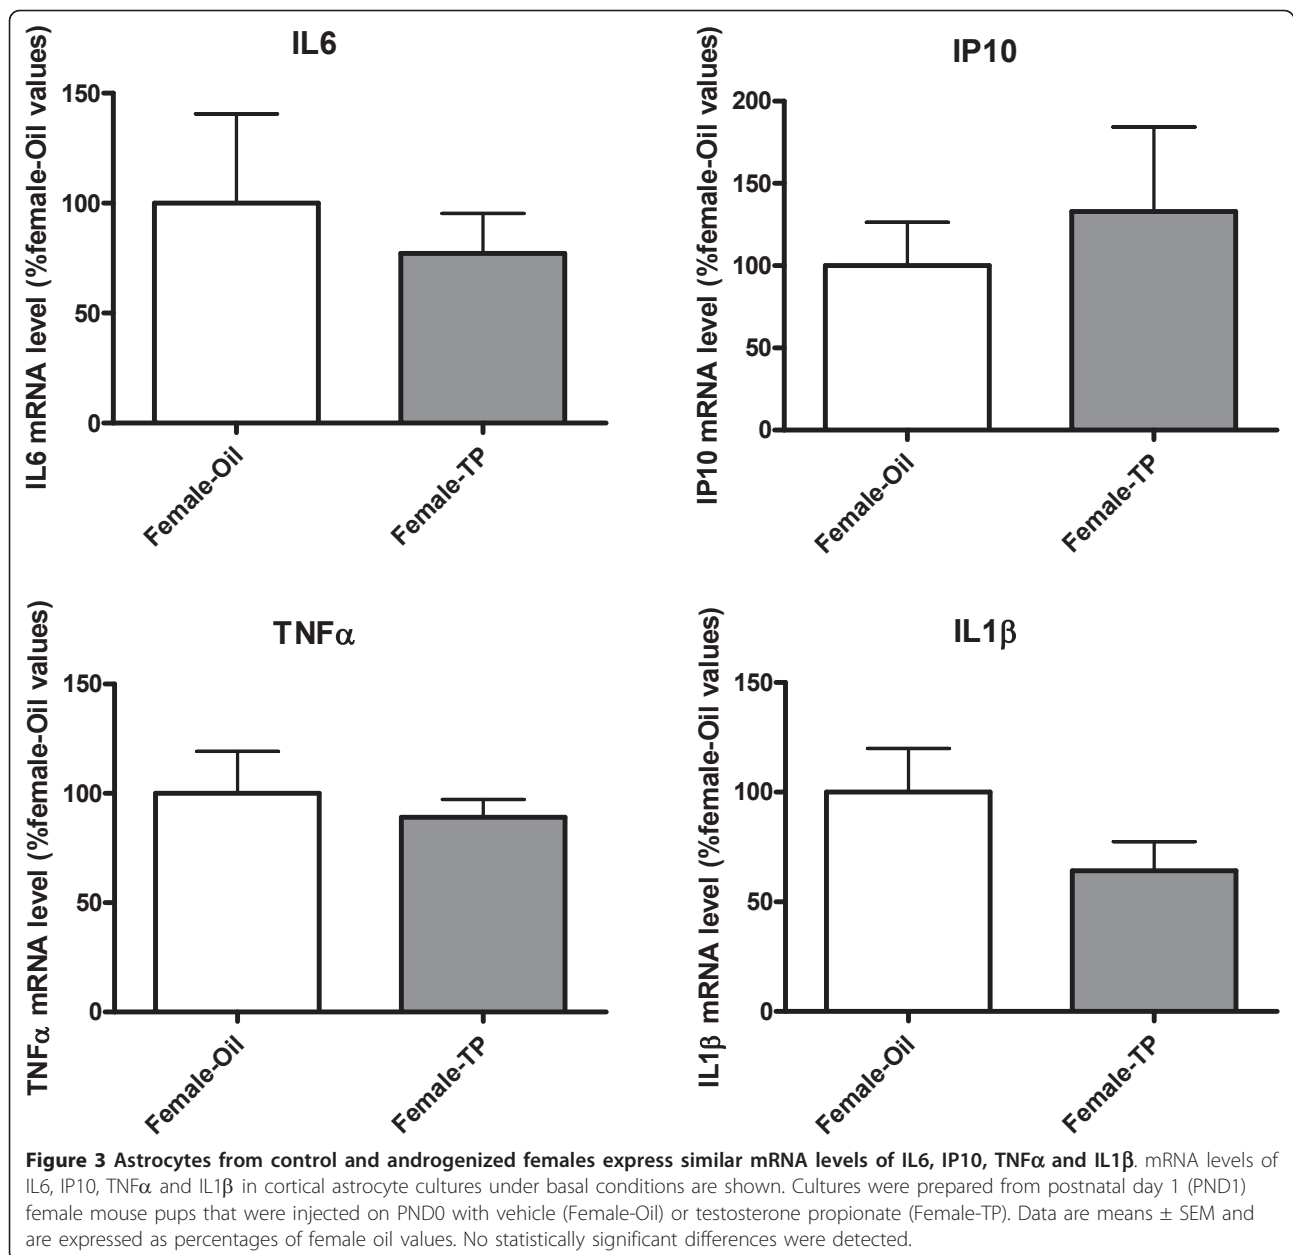 IL6
IL6 mRNA level (%female-Oil values)
150
100
50
0
Female-Oil
Female-TP
IP10
IP10 mRNA level (%female-Oil values)
200
150
100
50
0
Female-Oil
Female-TP
TNFα
TNFα mRNA level (%female-Oil values)
150
100
50
0
Female-Oil
Female-TP
IL1β
IL1β mRNA level (%female-Oil values)
150
100
50
0
Female-Oil
Female-TP
Figure 3 Astrocytes from control and androgenized females express similar mRNA levels of IL6, IP10, TNFα and IL1β. mRNA levels of
IL6, IP10, TNFα and IL1β in cortical astrocyte cultures under basal conditions are shown. Cultures were prepared from postnatal day 1 (PND1)
female mouse pups that were injected on PND0 with vehicle (Female-Oil) or testosterone propionate (Female-TP). Data are means ± SEM and
are expressed as percentages of female oil values. No statistically significant differences were detected.